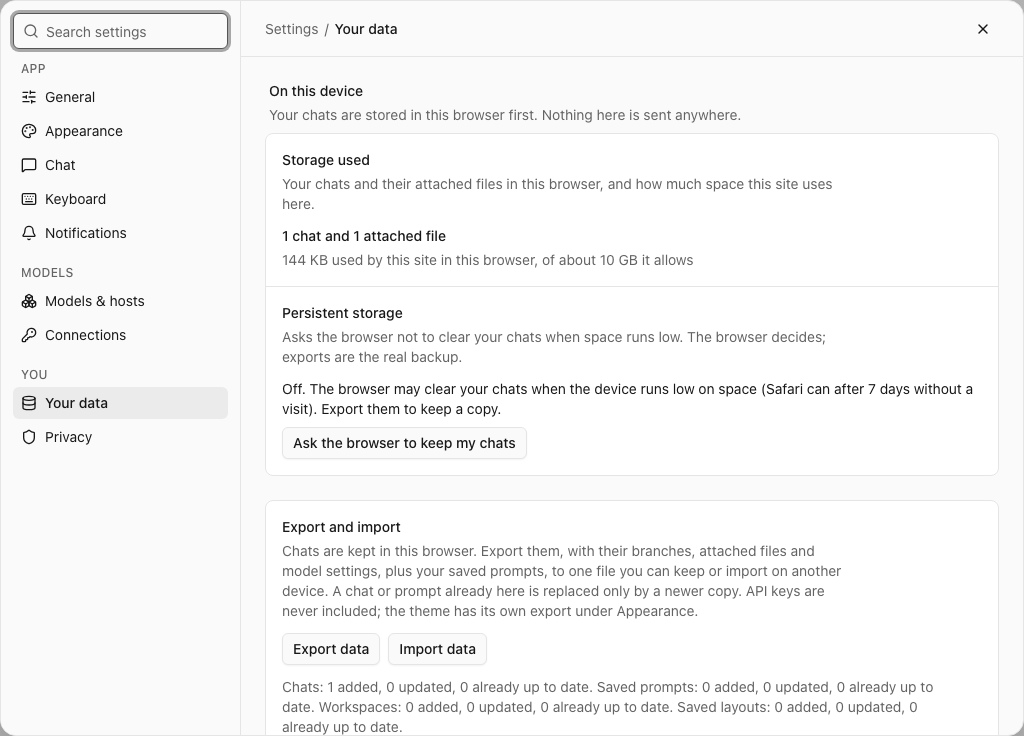 Search settings
APP
General
Appearance
Chat
Keyboard
Notifications
MODELS
Models & hosts
Connections
YOU
Your data
Privacy
Settings / Your data
On this device
Your chats are stored in this browser first. Nothing here is sent anywhere.
Storage used
Your chats and their attached files in this browser, and how much space this site uses
here.
1 chat and 1 attached file
144 KB used by this site in this browser, of about 10 GB it allows
Persistent storage
Asks the browser not to clear your chats when space runs low. The browser decides;
exports are the real backup.
Off. The browser may clear your chats when the device runs low on space (Safari can after 7 days without a
visit). Export them to keep a copy.
Ask the browser to keep my chats
Export and import
Chats are kept in this browser. Export them, with their branches, attached files and
model settings, plus your saved prompts, to one file you can keep or import on another
device. A chat or prompt already here is replaced only by a newer copy. API keys are
never included; the theme has its own export under Appearance.
Export data
Import data
Chats: 1 added, 0 updated, 0 already up to date. Saved prompts: 0 added, 0 updated, 0 already up to
date. Workspaces: 0 added, 0 updated, 0 already up to date. Saved layouts: 0 added, 0 updated, 0
already up to date.